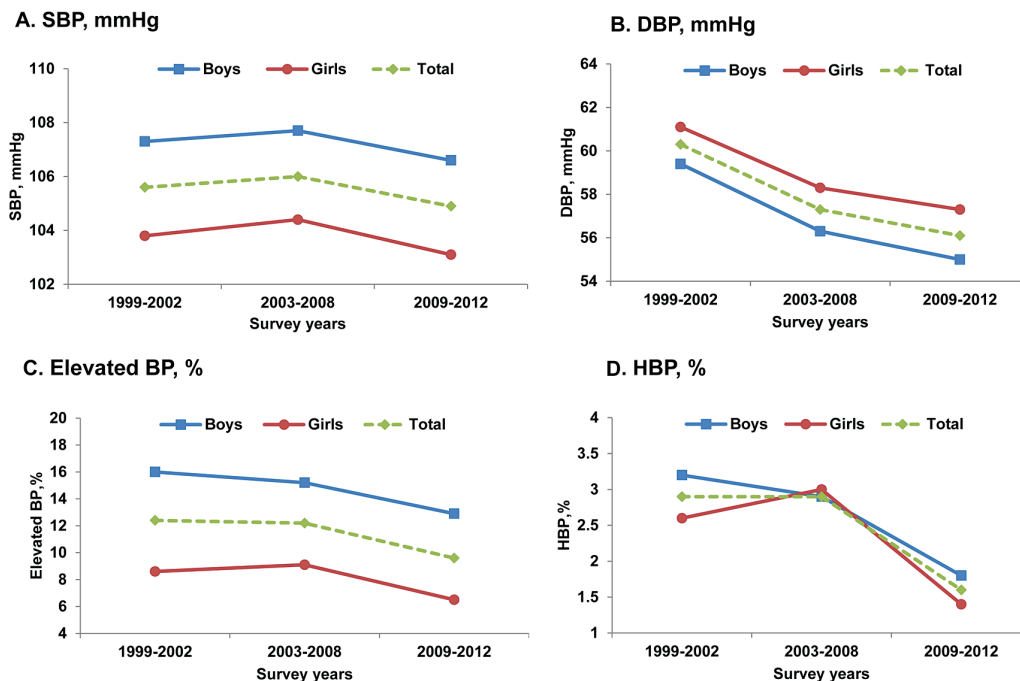 A. SBP, mmHg
110
108
106
104
102
SBP, mmHg
Boys Girls Total
1999-2002 2003-2008 2009-2012
Survey years
B. DBP, mmHg
64
62
60
58
56
54
DBP, mmHg
Boys Girls Total
1999-2002 2003-2008 2009-2012
Survey years
C. Elevated BP, %
20
18
16
14
12
10
8
6
4
Elevated BP,%
Boys Girls Total
1999-2002 2003-2008 2009-2012
Survey years
D. HBP, %
4
3.5
3
2.5
2
1.5
1
HBP,%
Boys Girls Total
1999-2002 2003-2008 2009-2012
Survey years